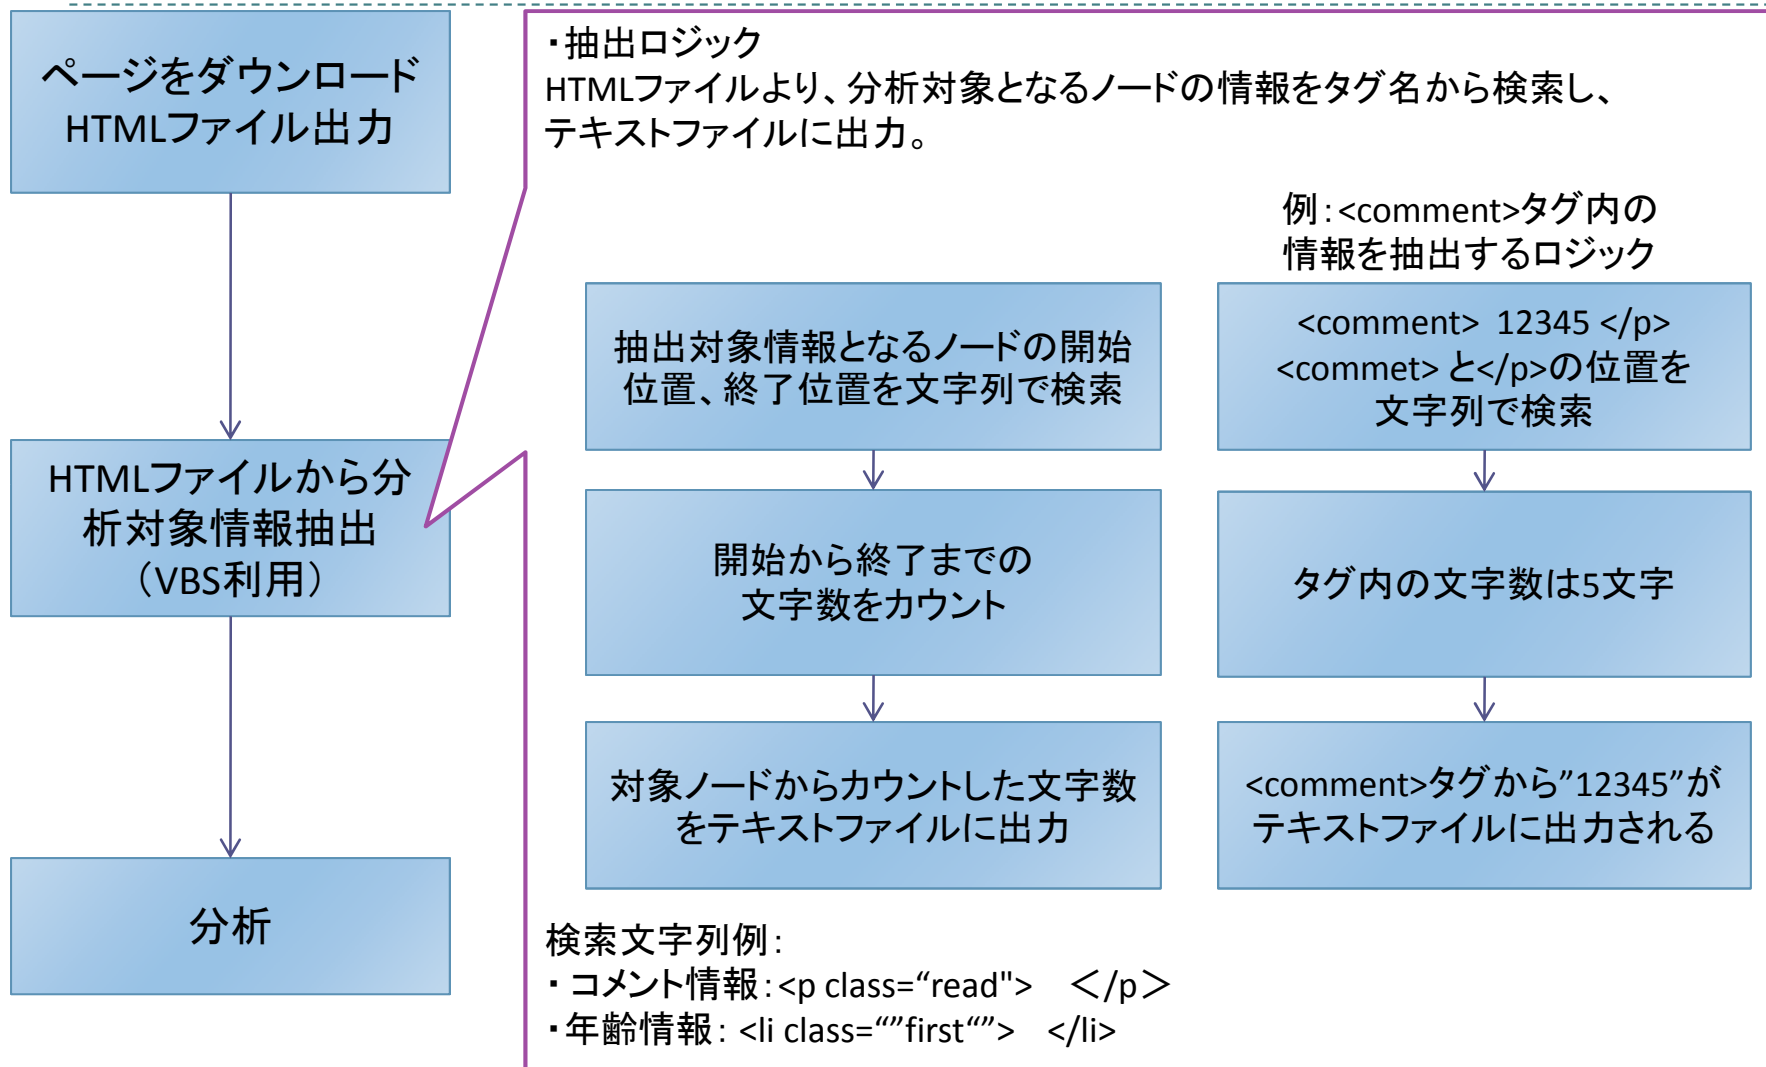 ページをダウンロード
HTMLファイル出力
HTMLファイルから分
析対象情報抽出
（VBS利用）
分析
・抽出ロジック
HTMLファイルより、分析対象となるノードの情報をタグ名から検索し、
テキストファイルに出力。
抽出対象情報となるノードの開始
位置、終了位置を文字列で検索
開始から終了までの
文字数をカウント
対象ノードからカウントした文字数
をテキストファイルに出力
例：<comment>タグ内の
情報を抽出するロジック
<comment> 12345 </p>
<commet> と</p>の位置を
文字列で検索
タグ内の文字数は5文字
<comment>タグから”12345”が
テキストファイルに出力される
検索文字列例：
・コメント情報：<p class=“read">　＜/p＞
・年齢情報： <li class=“”first“”>　</li>